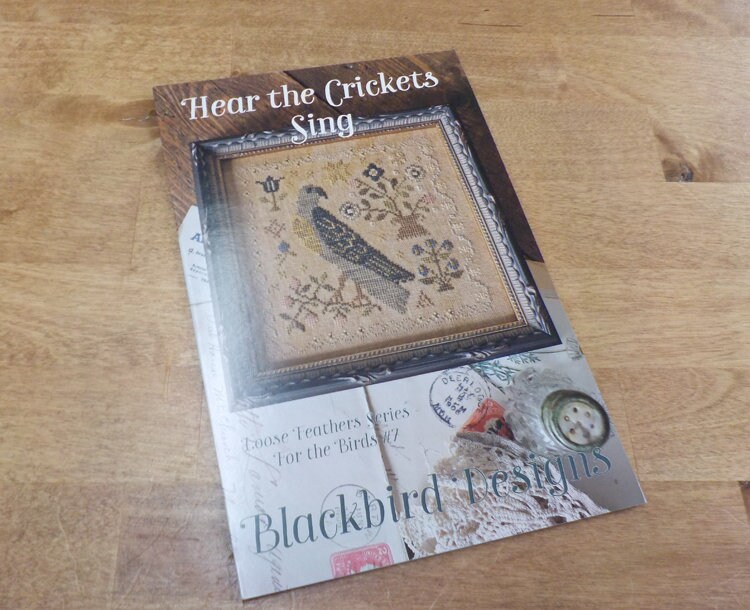 Hear the Crickets
Sing
Loose Feathers Series
For the Birds #7
Blackbird Designs